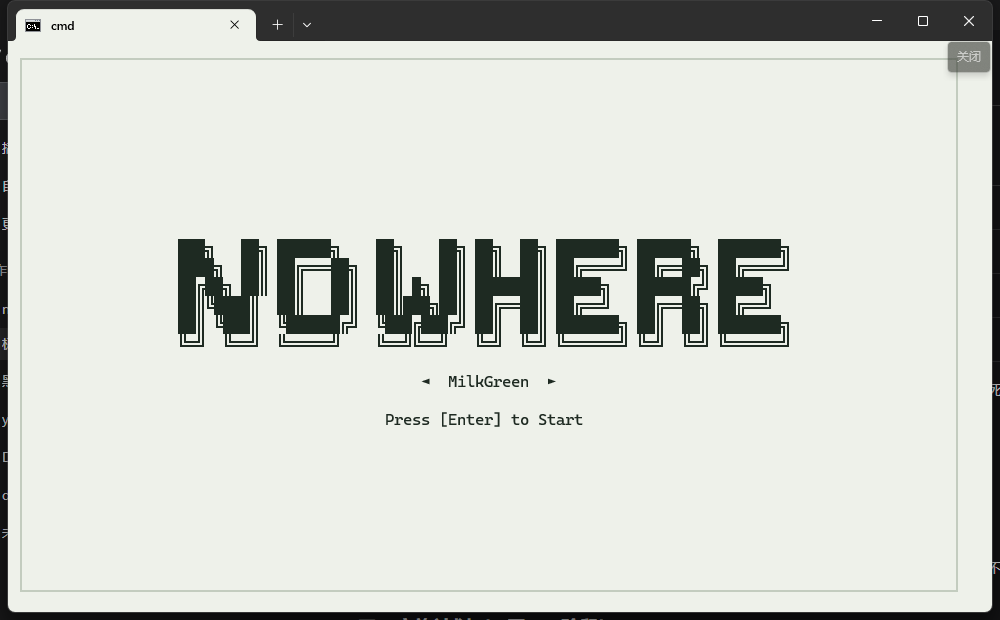 cmd
关闭
NOWHERE
◄ MilkGreen ►
Press [Enter] to Start